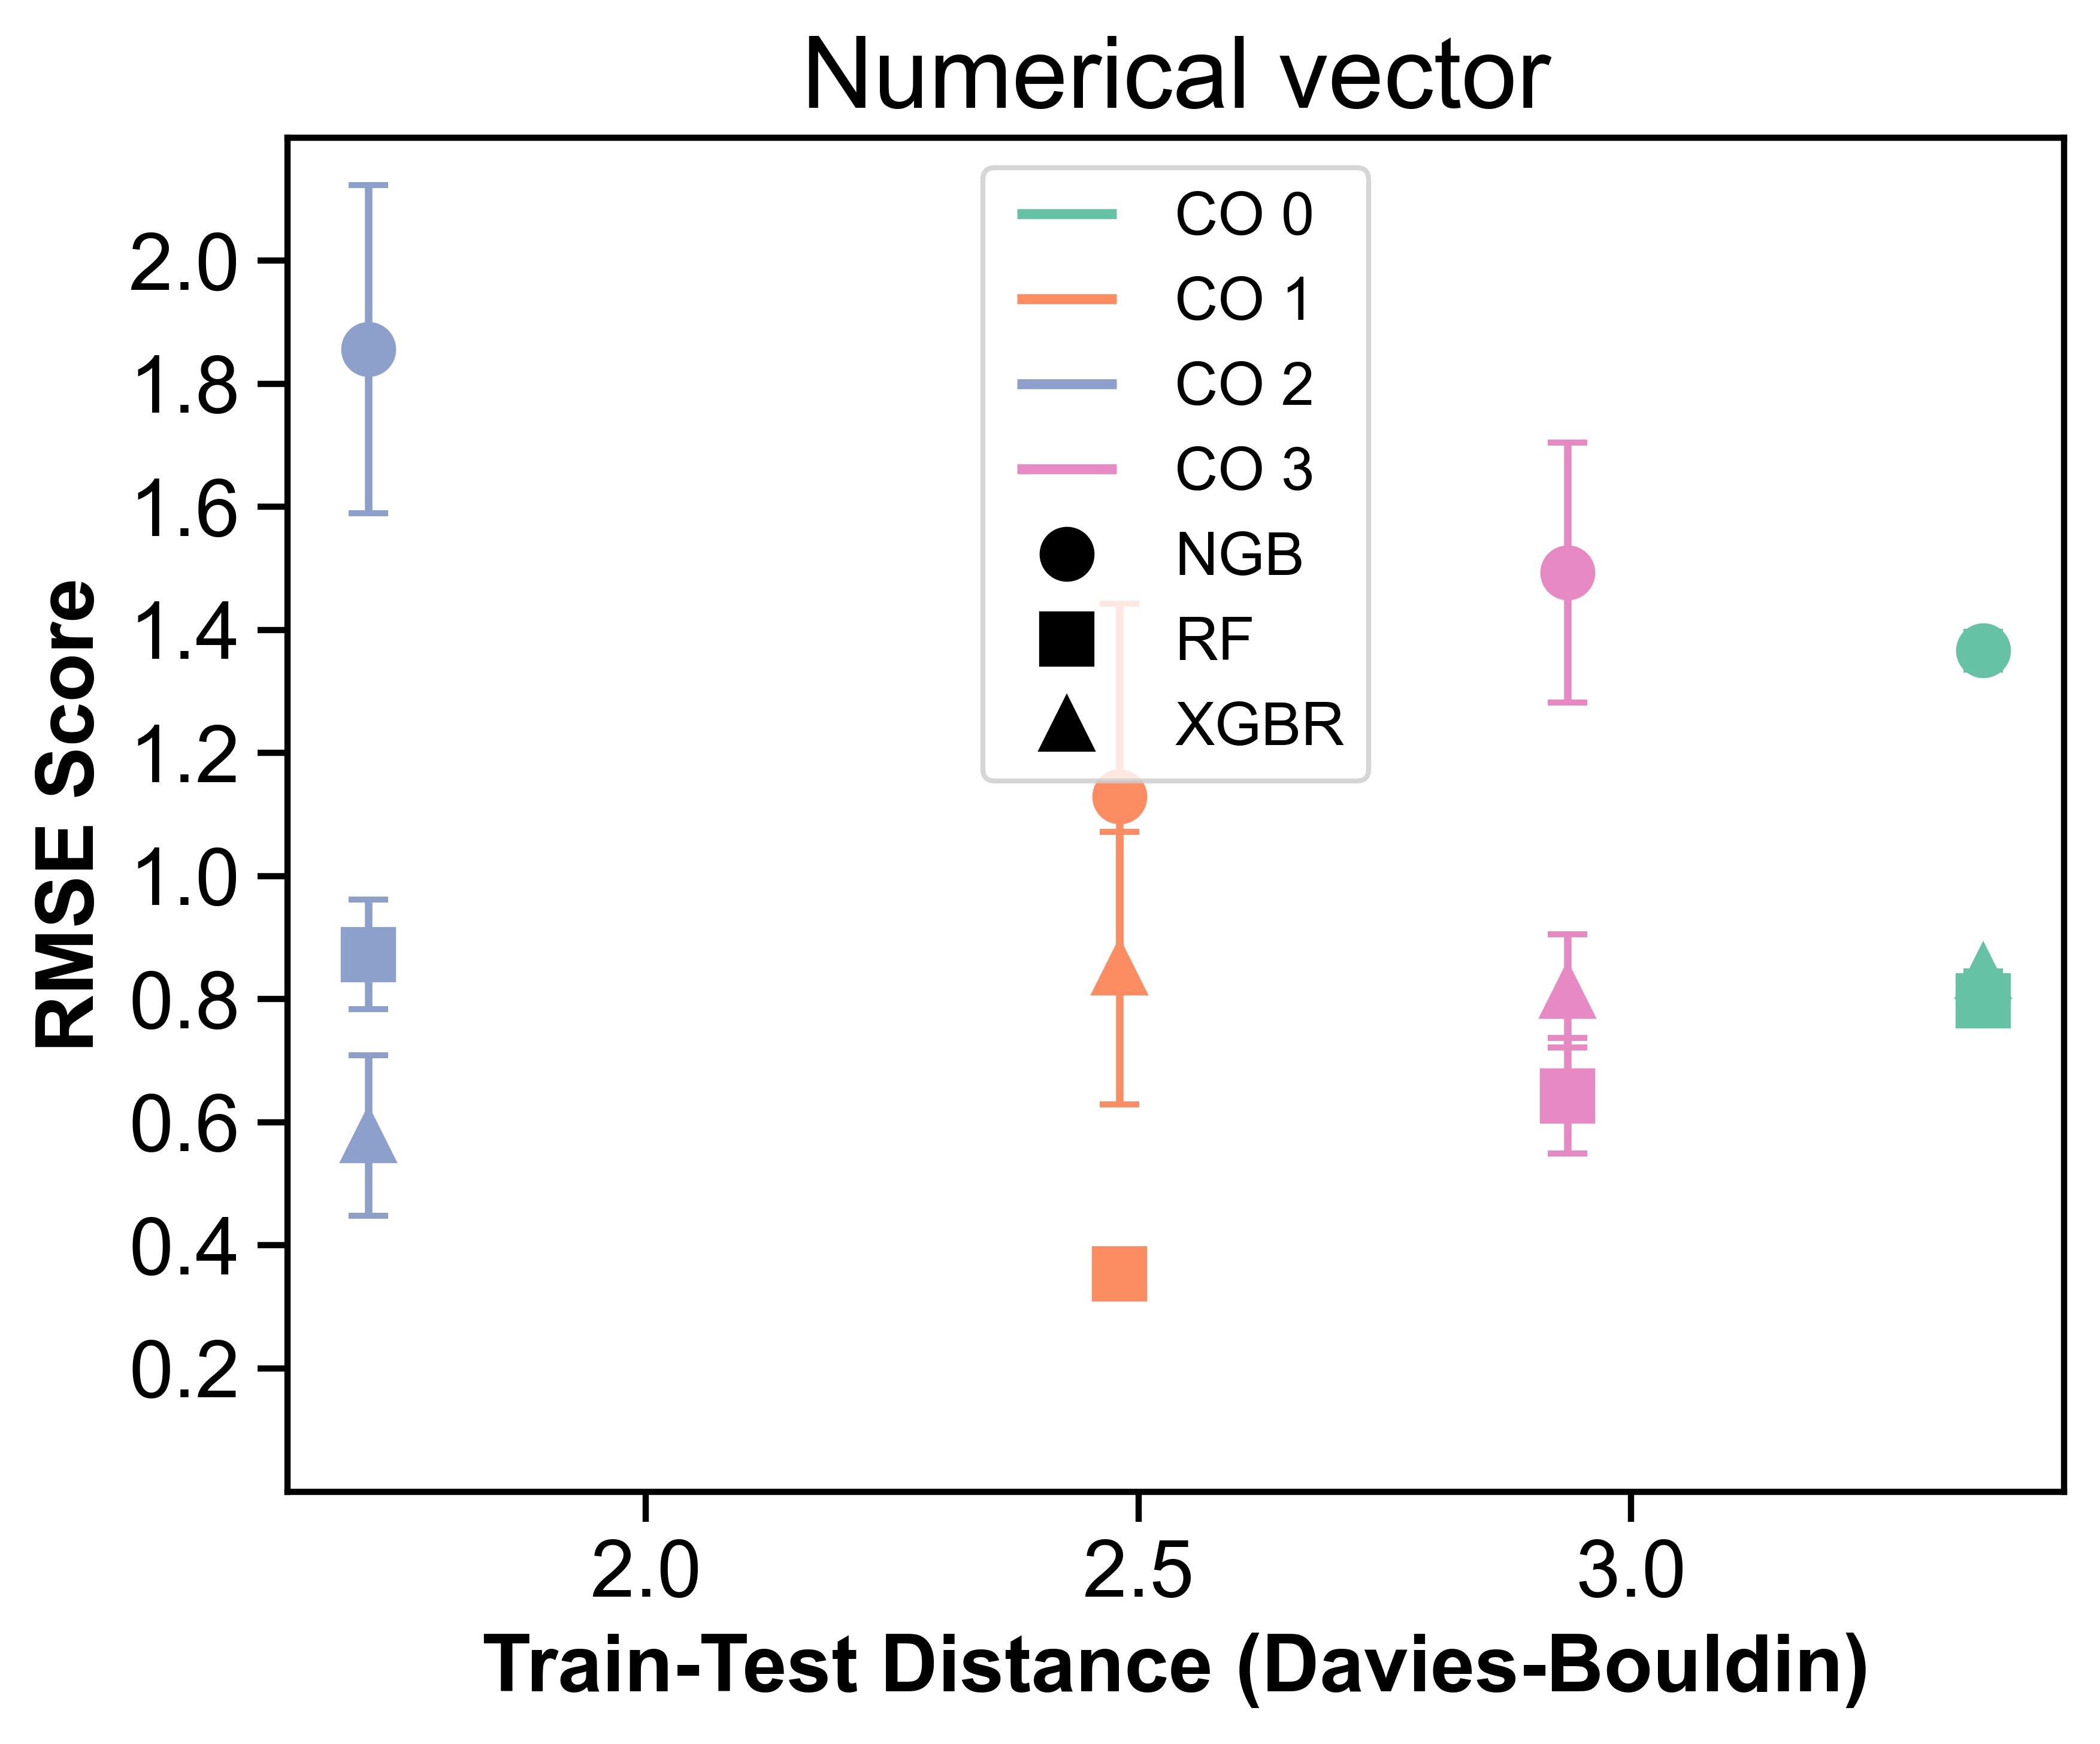 Numerical vector
RMSE Score
2.0
1.8
1.6
1.4
1.2
1.0
0.8
0.6
0.4
0.2
CO 0
CO 1
CO 2
CO 3
NGB
RF
XGBR
2.0 2.5 3.0
Train-Test Distance (Davies-Bouldin)